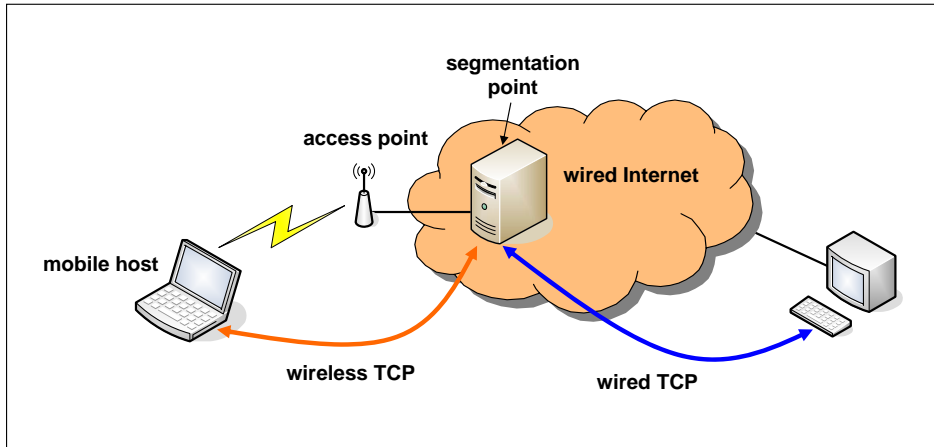 segmentation
point
access point
wired Internet
mobile host
wireless TCP
wired TCP